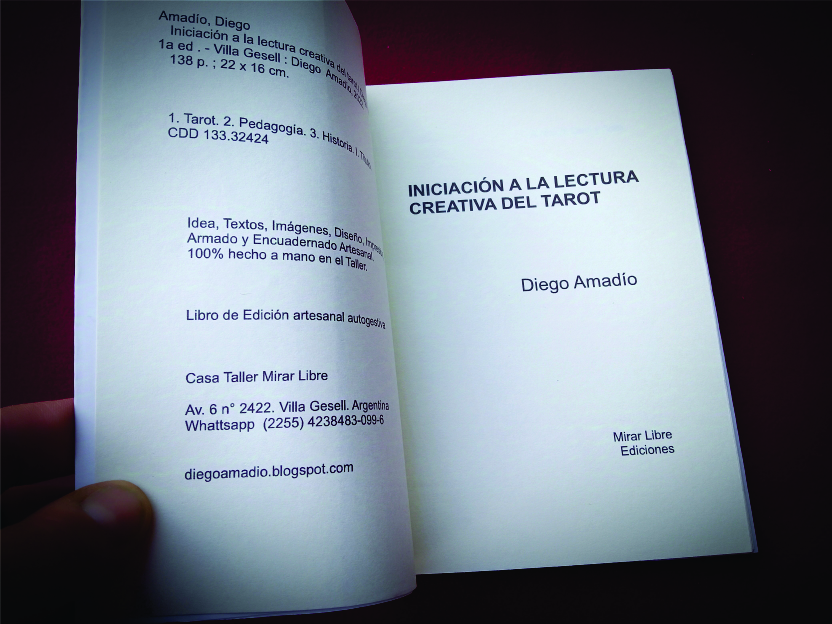 Amadío, Diego
Iniciación a la lectura creativa del tarot
1a ed . - Villa Gesell : Diego Amadío,
138 p. ; 22 x 16 cm.
1. Tarot. 2. Pedagogía. 3. Historia. I.
CDD 133.32424
Idea, Textos, Imágenes, Diseño,
Armado y Encuadernado Artesanal.
100% hecho a mano en el Taller.
Libro de Edición artesanal autogestiva
Casa Taller Mirar Libre
Av. 6 n° 2422. Villa Gesell. Argentina
Whattsapp (2255) 4238483-099-6
diegoamadio.blogspot.com
INICIACIÓN A LA LECTURA
CREATIVA DEL TAROT
Diego Amadío
Mirar Libre
Ediciones